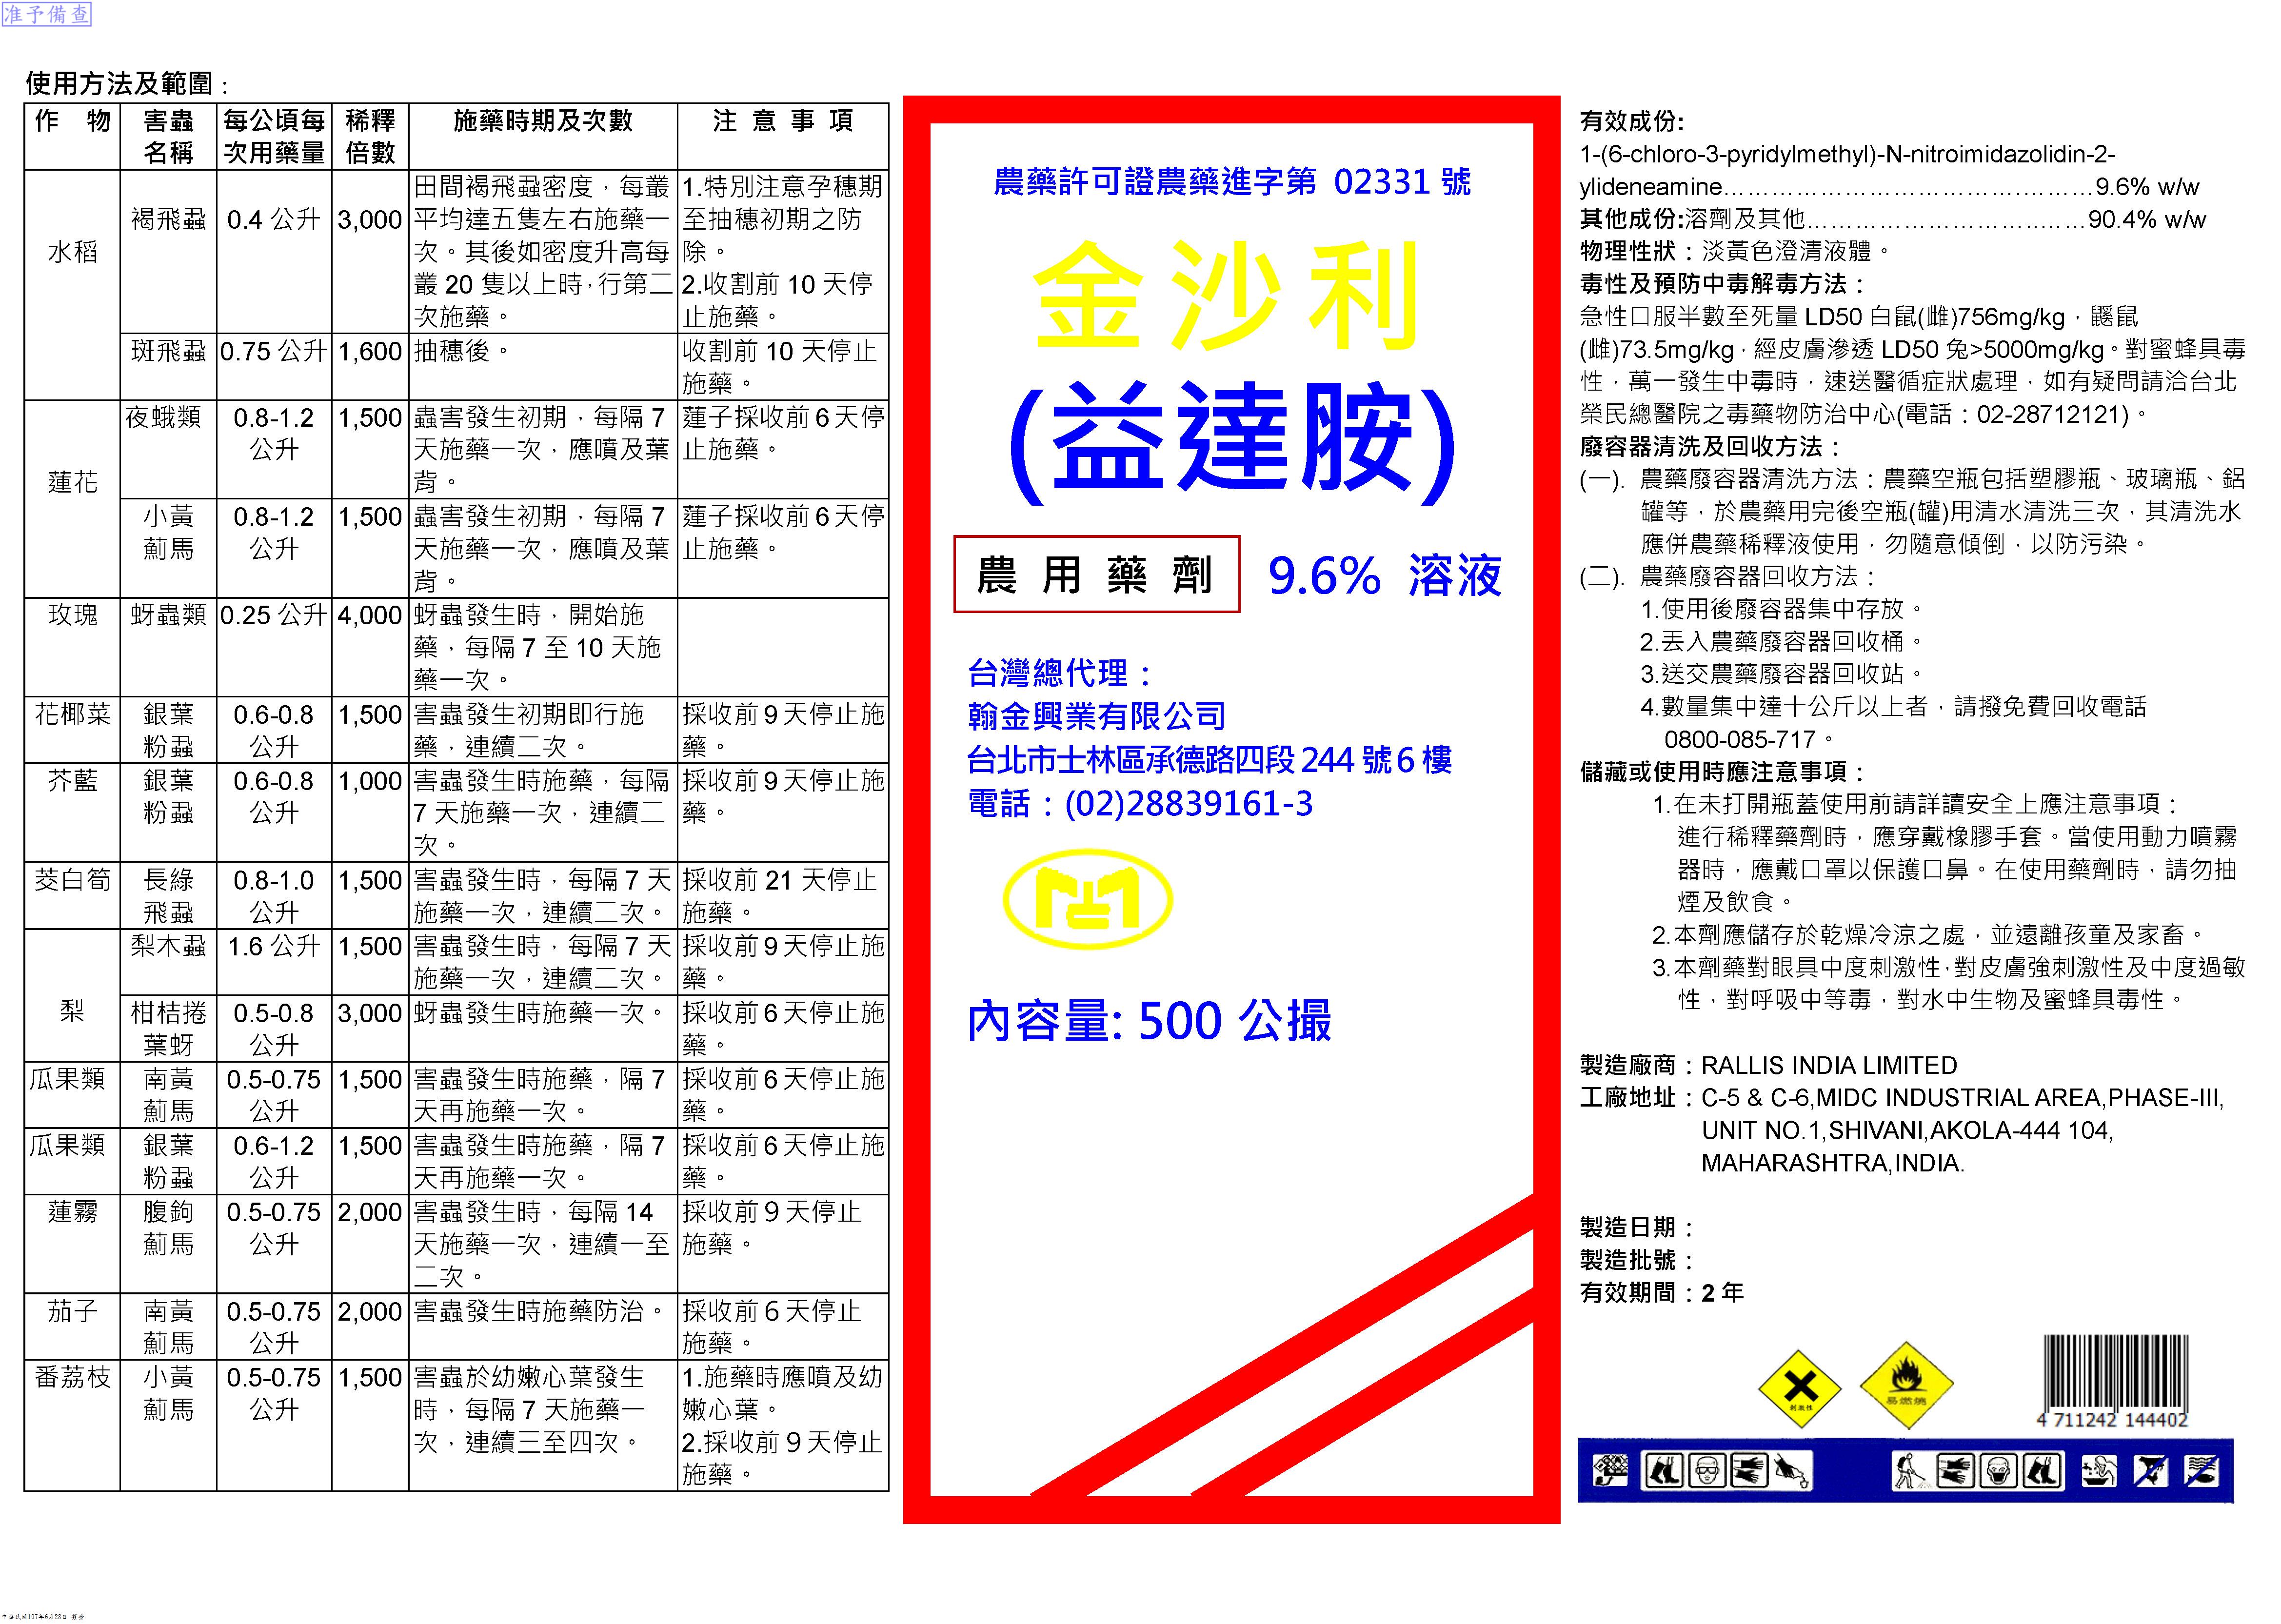 准予備查
使用方法及範圍：
作 物 害蟲名稱 每公頃每次用藥量 稀釋倍數 施藥時期及次數 注意事項
水稻
褐飛蝨 0.4 公升 3,000
田間褐飛蝨密度，每叢
平均達五隻左右施藥一
次。其後如密度升高每
叢 20 隻以上時，行第二
次施藥。
1.特別注意孕穗期
至抽穗初期之防
除。
2.收割前 10 天停
止施藥。
斑飛蝨 0.75 公升 1,600 抽穗後。
收割前 10 天停止
施藥。
蓮花
夜蛾類 0.8-1.2 公升 1,500
蟲害發生初期，每隔 7
天施藥一次，應噴及葉
背。
蓮子採收前 6 天停
止施藥。
小黃薊馬 0.8-1.2 公升 1,500
蟲害發生初期，每隔 7
天施藥一次，應噴及葉
背。
蓮子採收前 6 天停
止施藥。
玫瑰 蚜蟲類 0.25 公升 4,000
蚜蟲發生時，開始施
藥，每隔 7 至 10 天施
藥一次。
花椰菜 銀葉粉蝨 0.6-0.8 公升 1,500
害蟲發生初期即行施
藥，連續二次。
採收前 9 天停止施
藥。
芥藍 銀葉粉蝨 0.6-0.8 公升 1,000
害蟲發生時施藥，每隔
7 天施藥一次，連續二
次。
採收前 9 天停止施
藥。
茭白筍 長綠飛蝨 0.8-1.0 公升 1,500
害蟲發生時，每隔 7 天
施藥一次，連續二次。
採收前 21 天停止
施藥。
梨
梨木蝨 1.6 公升 1,500
害蟲發生時，每隔 7 天
施藥一次，連續二次。
採收前 9 天停止施
藥。
柑桔捲葉蚜 0.5-0.8 公升 3,000 蚜蟲發生時施藥一次。
採收前 6 天停止施
藥。
瓜果類 南黃薊馬 0.5-0.75 公升 1,500
害蟲發生時施藥，隔 7
天再施藥一次。
採收前 6 天停止施
藥。
瓜果類 銀葉粉蝨 0.6-1.2 公升 1,500
害蟲發生時施藥，隔 7
天再施藥一次。
採收前 6 天停止施
藥。
蓮霧 腹鉤薊馬 0.5-0.75 公升 2,000
害蟲發生時，每隔 14
天施藥一次，連續一至
二次。
採收前 9 天停止
施藥。
茄子 南黃薊馬 0.5-0.75 公升 2,000 害蟲發生時施藥防治。
採收前 6 天停止
施藥。
番荔枝 小黃薊馬 0.5-0.75 公升 1,500
害蟲於幼嫩心葉發生
時，每隔 7 天施藥一
次，連續三至四次。
1.施藥時應噴及幼
嫩心葉。
2.採收前 9 天停止
施藥。
農藥許可證農藥進字第 02331 號
金沙利
(益達胺)
農用藥劑 9.6% 溶液
台灣總代理：
翰金興業有限公司
台北市士林區承德路四段 244 號 6 樓
電話：(02)28839161-3
內容量: 500 公撮
有效成份:
1-(6-chloro-3-pyridylmethyl)-N-nitroimidazolidin-2-
ylideneamine……………………………………………9.6% w/w
其他成份:溶劑及其他………………………………90.4% w/w
物理性狀：淡黃色澄清液體。
毒性及預防中毒解毒方法：
急性口服半數至死量 LD50 白鼠(雌)756mg/kg，鼷鼠
(雌)73.5mg/kg，經皮膚滲透 LD50 兔>5000mg/kg。對蜜蜂具毒
性，萬一發生中毒時，速送醫循症狀處理，如有疑問請洽台北
榮民總醫院之毒藥物防治中心(電話：02-28712121)。
廢容器清洗及回收方法：
(一). 農藥廢容器清洗方法：農藥空瓶包括塑膠瓶、玻璃瓶、鋁
罐等，於農藥用完後空瓶(罐)用清水清洗三次，其清洗水
應併農藥稀釋液使用，勿隨意傾倒，以防污染。
(二). 農藥廢容器回收方法：
1.使用後廢容器集中存放。
2.丟入農藥廢容器回收桶。
3.送交農藥廢容器回收站。
4.數量集中達十公斤以上者，請撥免費回收電話
0800-085-717。
儲藏或使用時應注意事項：
1.在未打開瓶蓋使用前請詳讀安全上應注意事項：
進行稀釋藥劑時，應穿戴橡膠手套。當使用動力噴霧
器時，應戴口罩以保護口鼻。在使用藥劑時，請勿抽
煙及飲食。
2.本劑應儲存於乾燥冷涼之處，並遠離孩童及家畜。
3.本劑藥對眼具中度刺激性，對皮膚強刺激性及中度過敏
性，對呼吸中等毒，對水中生物及蜜蜂具毒性。
製造廠商：RALLIS INDIA LIMITED
工廠地址：C-5 & C-6,MIDC INDUSTRIAL AREA,PHASE-III,
UNIT NO.1,SHIVANI,AKOLA-444 104,
MAHARASHTRA,INDIA.
製造日期：
製造批號：
有效期間：2 年
刺激性
易燃物
4 711242 144402
中華民國107年6月28日